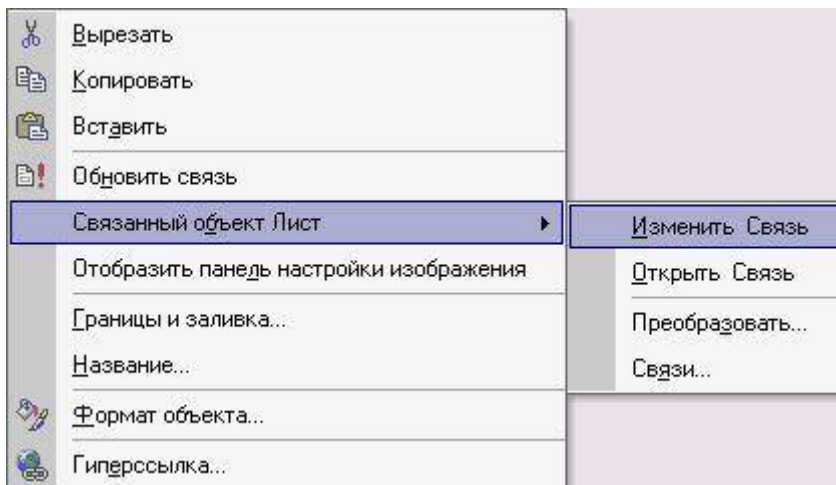 Вырезать
Копировать
Вставить
Обновить связь
Связанный объект Лист
Изменить Связь
Отобразить панель настройки изображения
Открыть Связь
Границы и заливка...
Преобразовать...
Название...
Связи...
Формат объекта...
Гиперссылка...